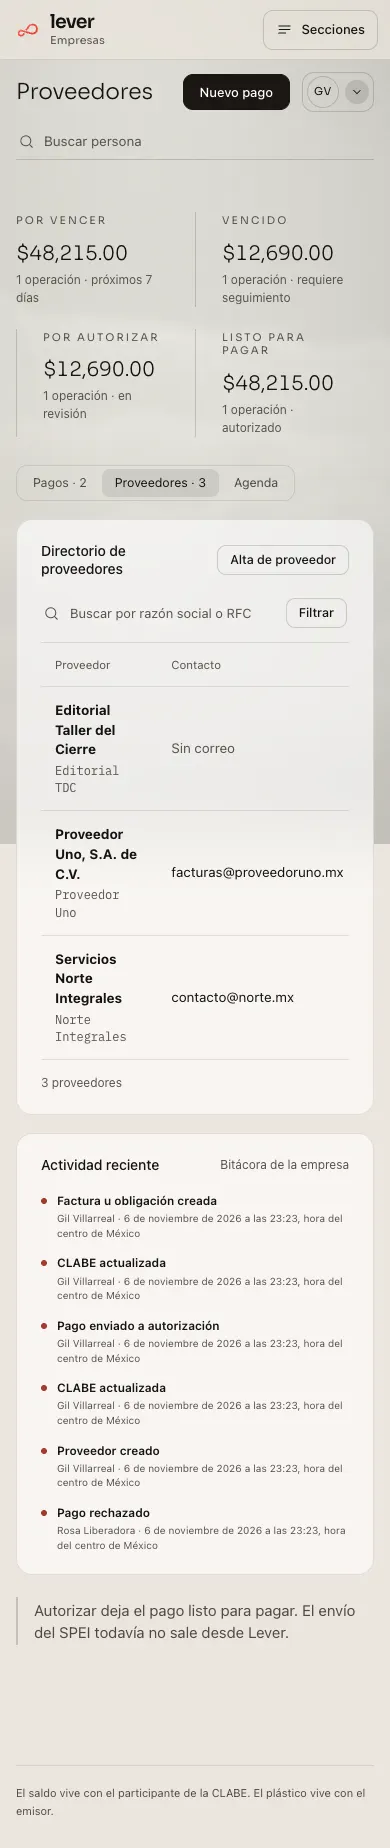 lever
Empresas
Secciones
Proveedores
Nuevo pago
GV
Buscar persona
POR VENCER
$48,215.00
1 operación · próximos 7
días
VENCIDO
$12,690.00
1 operación · requiere
seguimiento
POR AUTORIZAR
$12,690.00
1 operación · en
revisión
LISTO PARA
PAGAR
$48,215.00
1 operación ·
autorizado
Pagos · 2
Proveedores · 3
Agenda
Directorio de
proveedores
Alta de proveedor
Buscar por razón social o RFC
Filtrar
Proveedor
Contacto
Editorial
Taller del
Cierre
Editorial
TDC
Sin correo
Proveedor
Uno, S.A. de
C.V.
Proveedor
Uno
facturas@proveedoruno.mx
Servicios
Norte
Integrales
Norte
Integrales
contacto@norte.mx
3 proveedores
Actividad reciente
Bitácora de la empresa
Factura u obligación creada
Gil Villarreal · 6 de noviembre de 2026 a las 23:23, hora del
centro de México
CLABE actualizada
Gil Villarreal · 6 de noviembre de 2026 a las 23:23, hora del
centro de México
Pago enviado a autorización
Gil Villarreal · 6 de noviembre de 2026 a las 23:23, hora del
centro de México
CLABE actualizada
Gil Villarreal · 6 de noviembre de 2026 a las 23:23, hora del
centro de México
Proveedor creado
Gil Villarreal · 6 de noviembre de 2026 a las 23:23, hora del
centro de México
Pago rechazado
Rosa Liberadora · 6 de noviembre de 2026 a las 23:23, hora
del centro de México
Autorizar deja el pago listo para pagar. El envío
del SPEI todavía no sale desde Lever.
El saldo vive con el participante de la CLABE. El plástico vive con el
emisor.